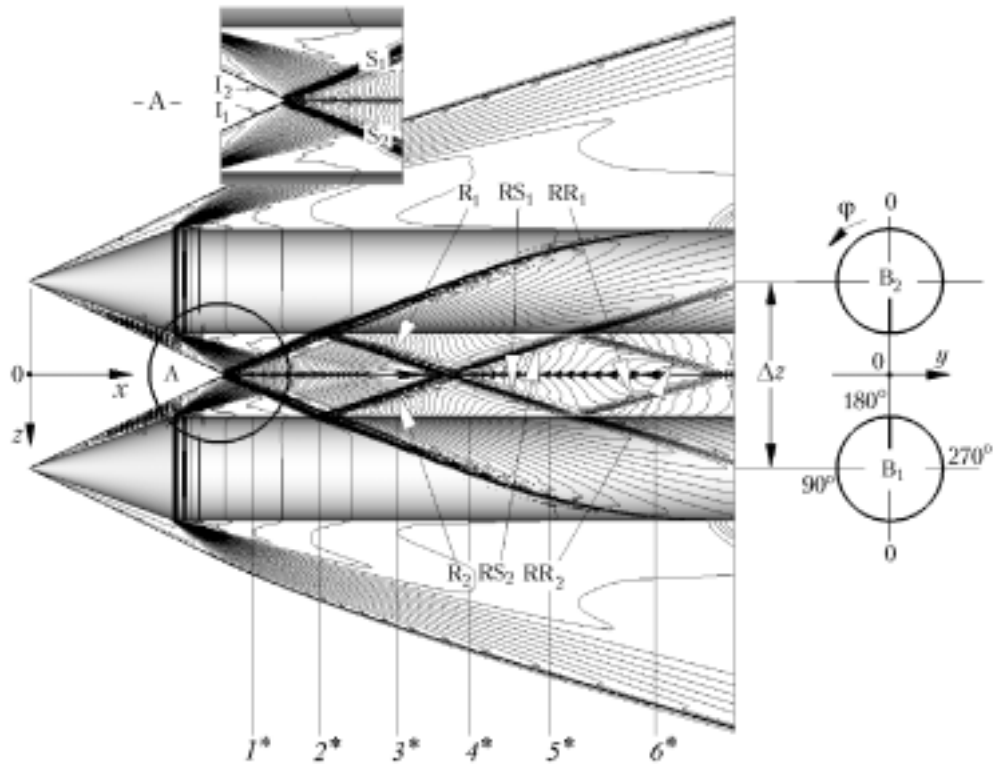 S₁
I₂
- A -
I₁
S₂
R₁ RS₁ RR₁
φ
0
B₂
0
x
A
Δz
0
y
z
180°
270°
90°
B₁
0
R₂ RS₂ RR₂
1* 2* 3* 4* 5* 6*